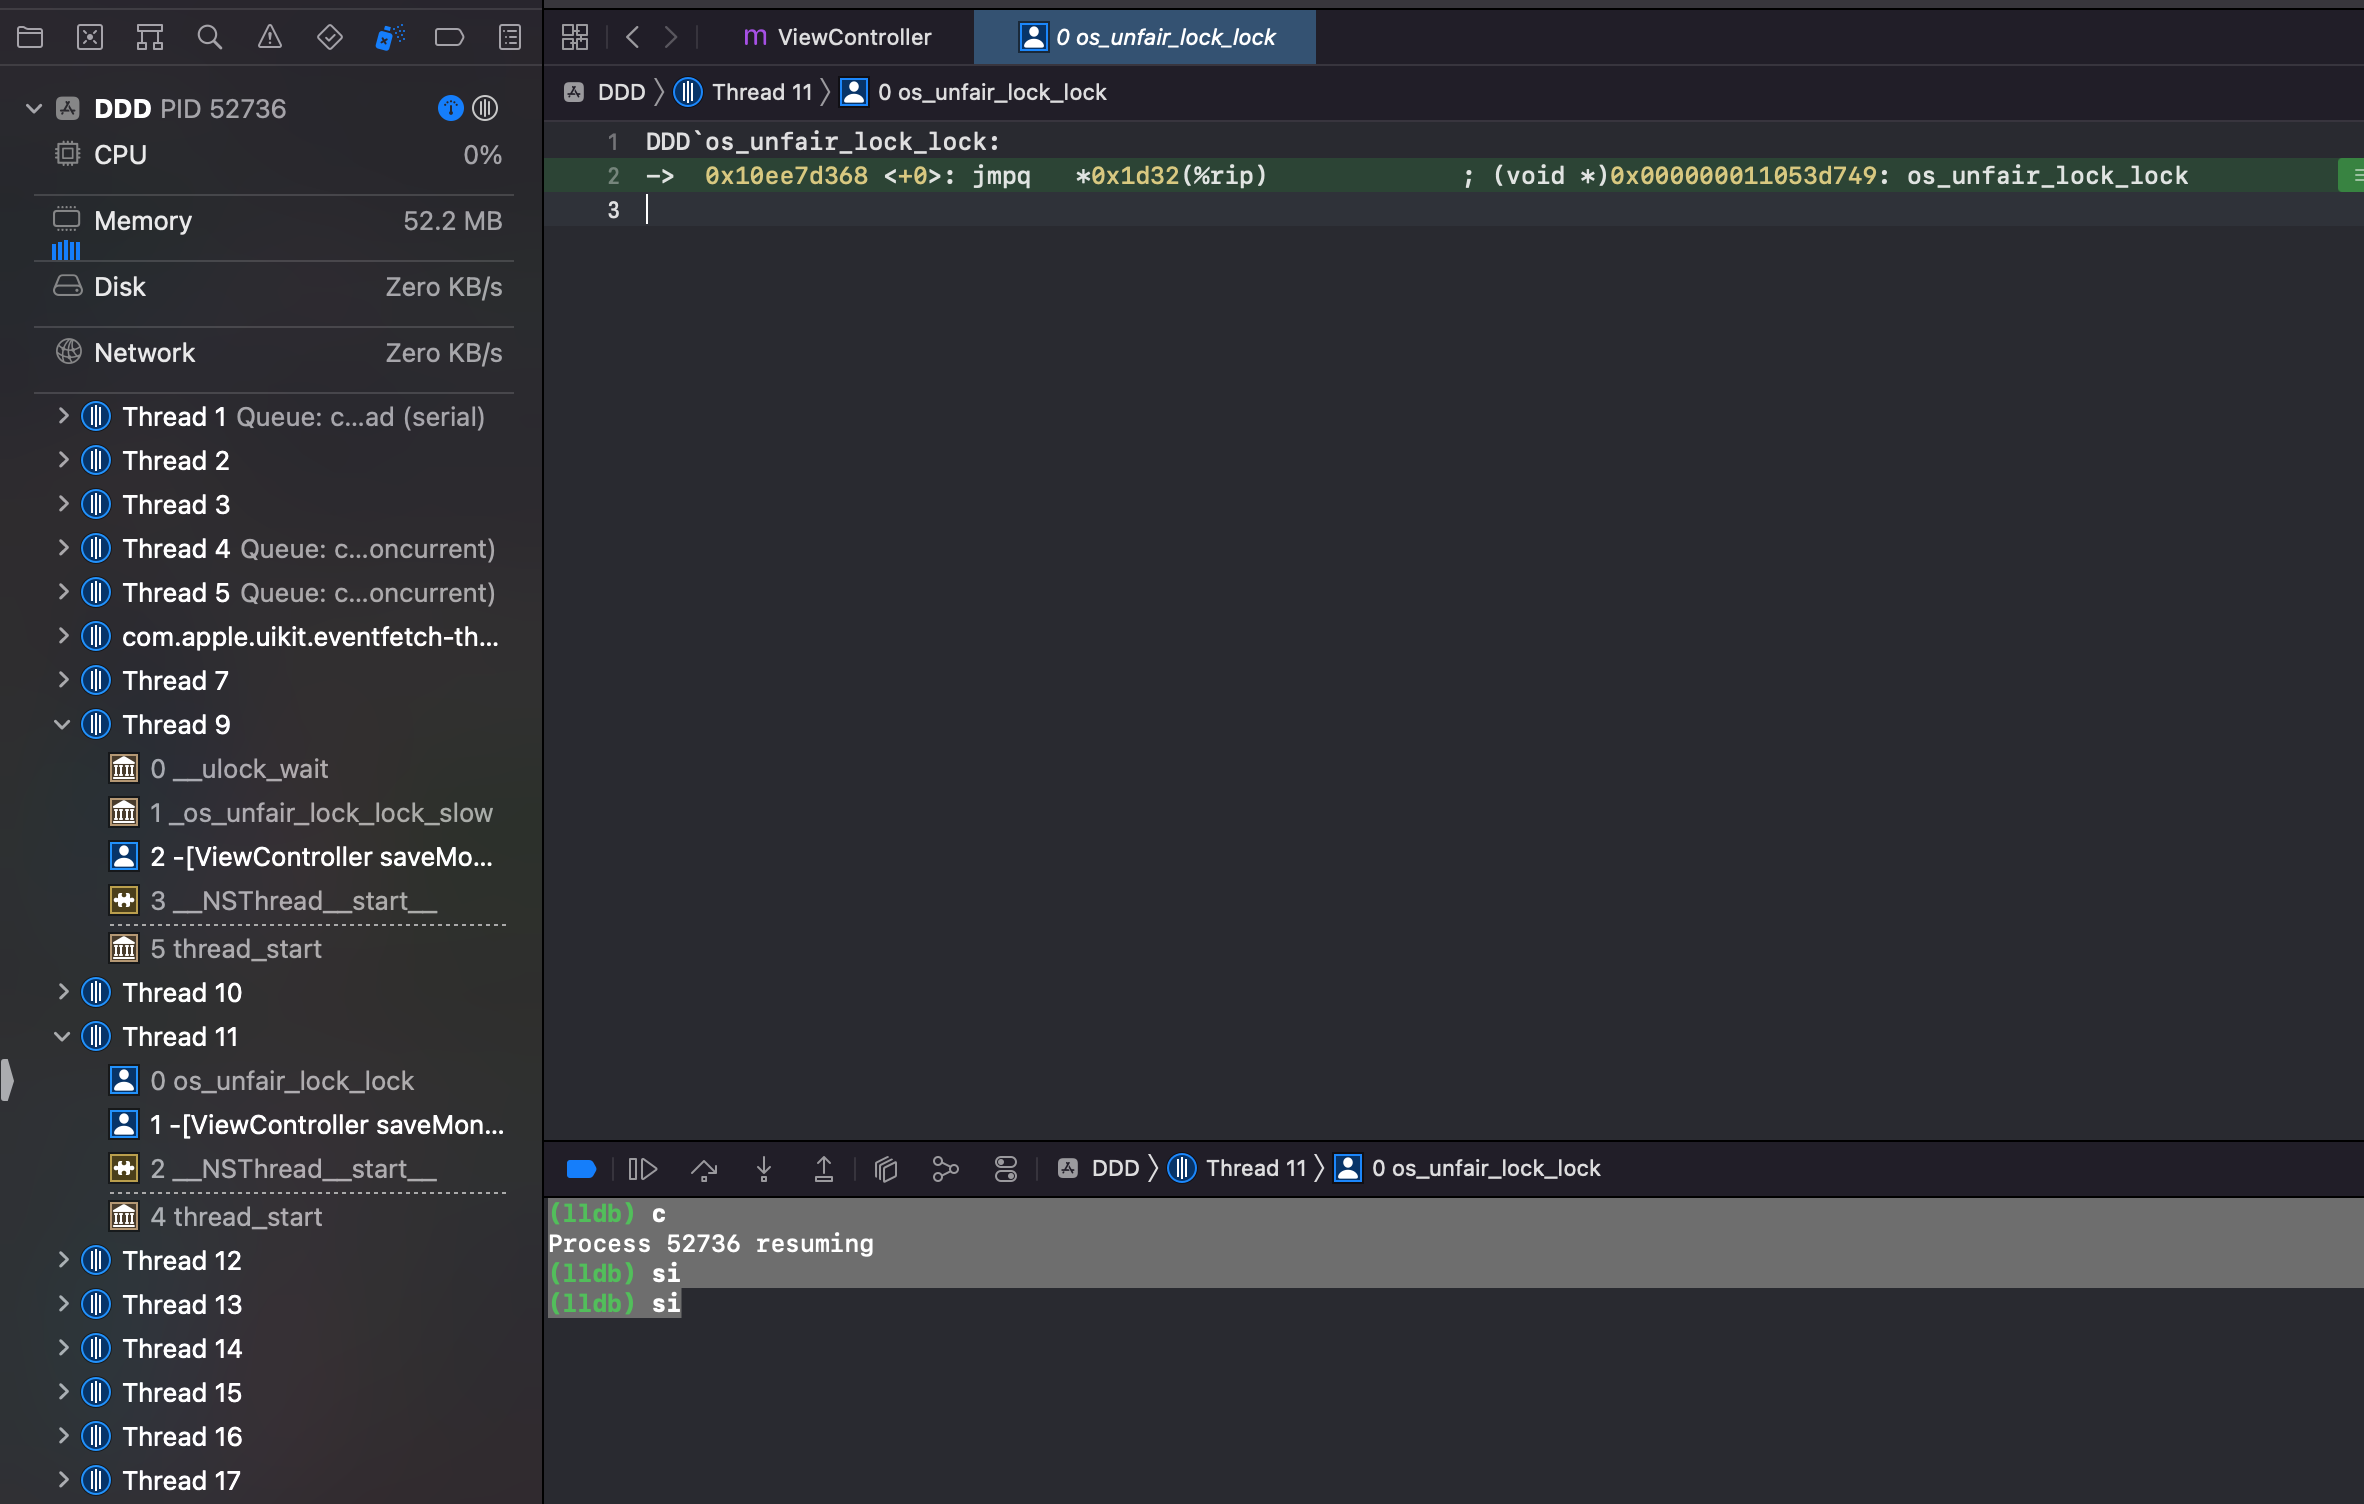 DDD PID 52736
CPU 0%
Memory 52.2 MB
Disk Zero KB/s
Network Zero KB/s
Thread 1 Queue: c...ad (serial)
Thread 2
Thread 3
Thread 4 Queue: c...oncurrent)
Thread 5 Queue: c...oncurrent)
com.apple.uikit.eventfetch-th...
Thread 7
Thread 9
0 __ulock_wait
1 _os_unfair_lock_lock_slow
2 -[ViewController saveMo...
3 __NSThread__start__
5 thread_start
Thread 10
Thread 11
0 os_unfair_lock_lock
1 -[ViewController saveMon...
2 __NSThread__start__
4 thread_start
Thread 12
Thread 13
Thread 14
Thread 15
Thread 16
Thread 17
m ViewController
0 os_unfair_lock_lock
DDD 〉 Thread 11 〉 0 os_unfair_lock_lock
1 DDD`os_unfair_lock_lock:
2 -> 0x10ee7d368 <+0>: jmpq *0x1d32(%rip) ; (void *)0x000000011053d749: os_unfair_lock_lock
3
DDD 〉 Thread 11 〉 0 os_unfair_lock_lock
(lldb) c
Process 52736 resuming
(lldb) si
(lldb) si